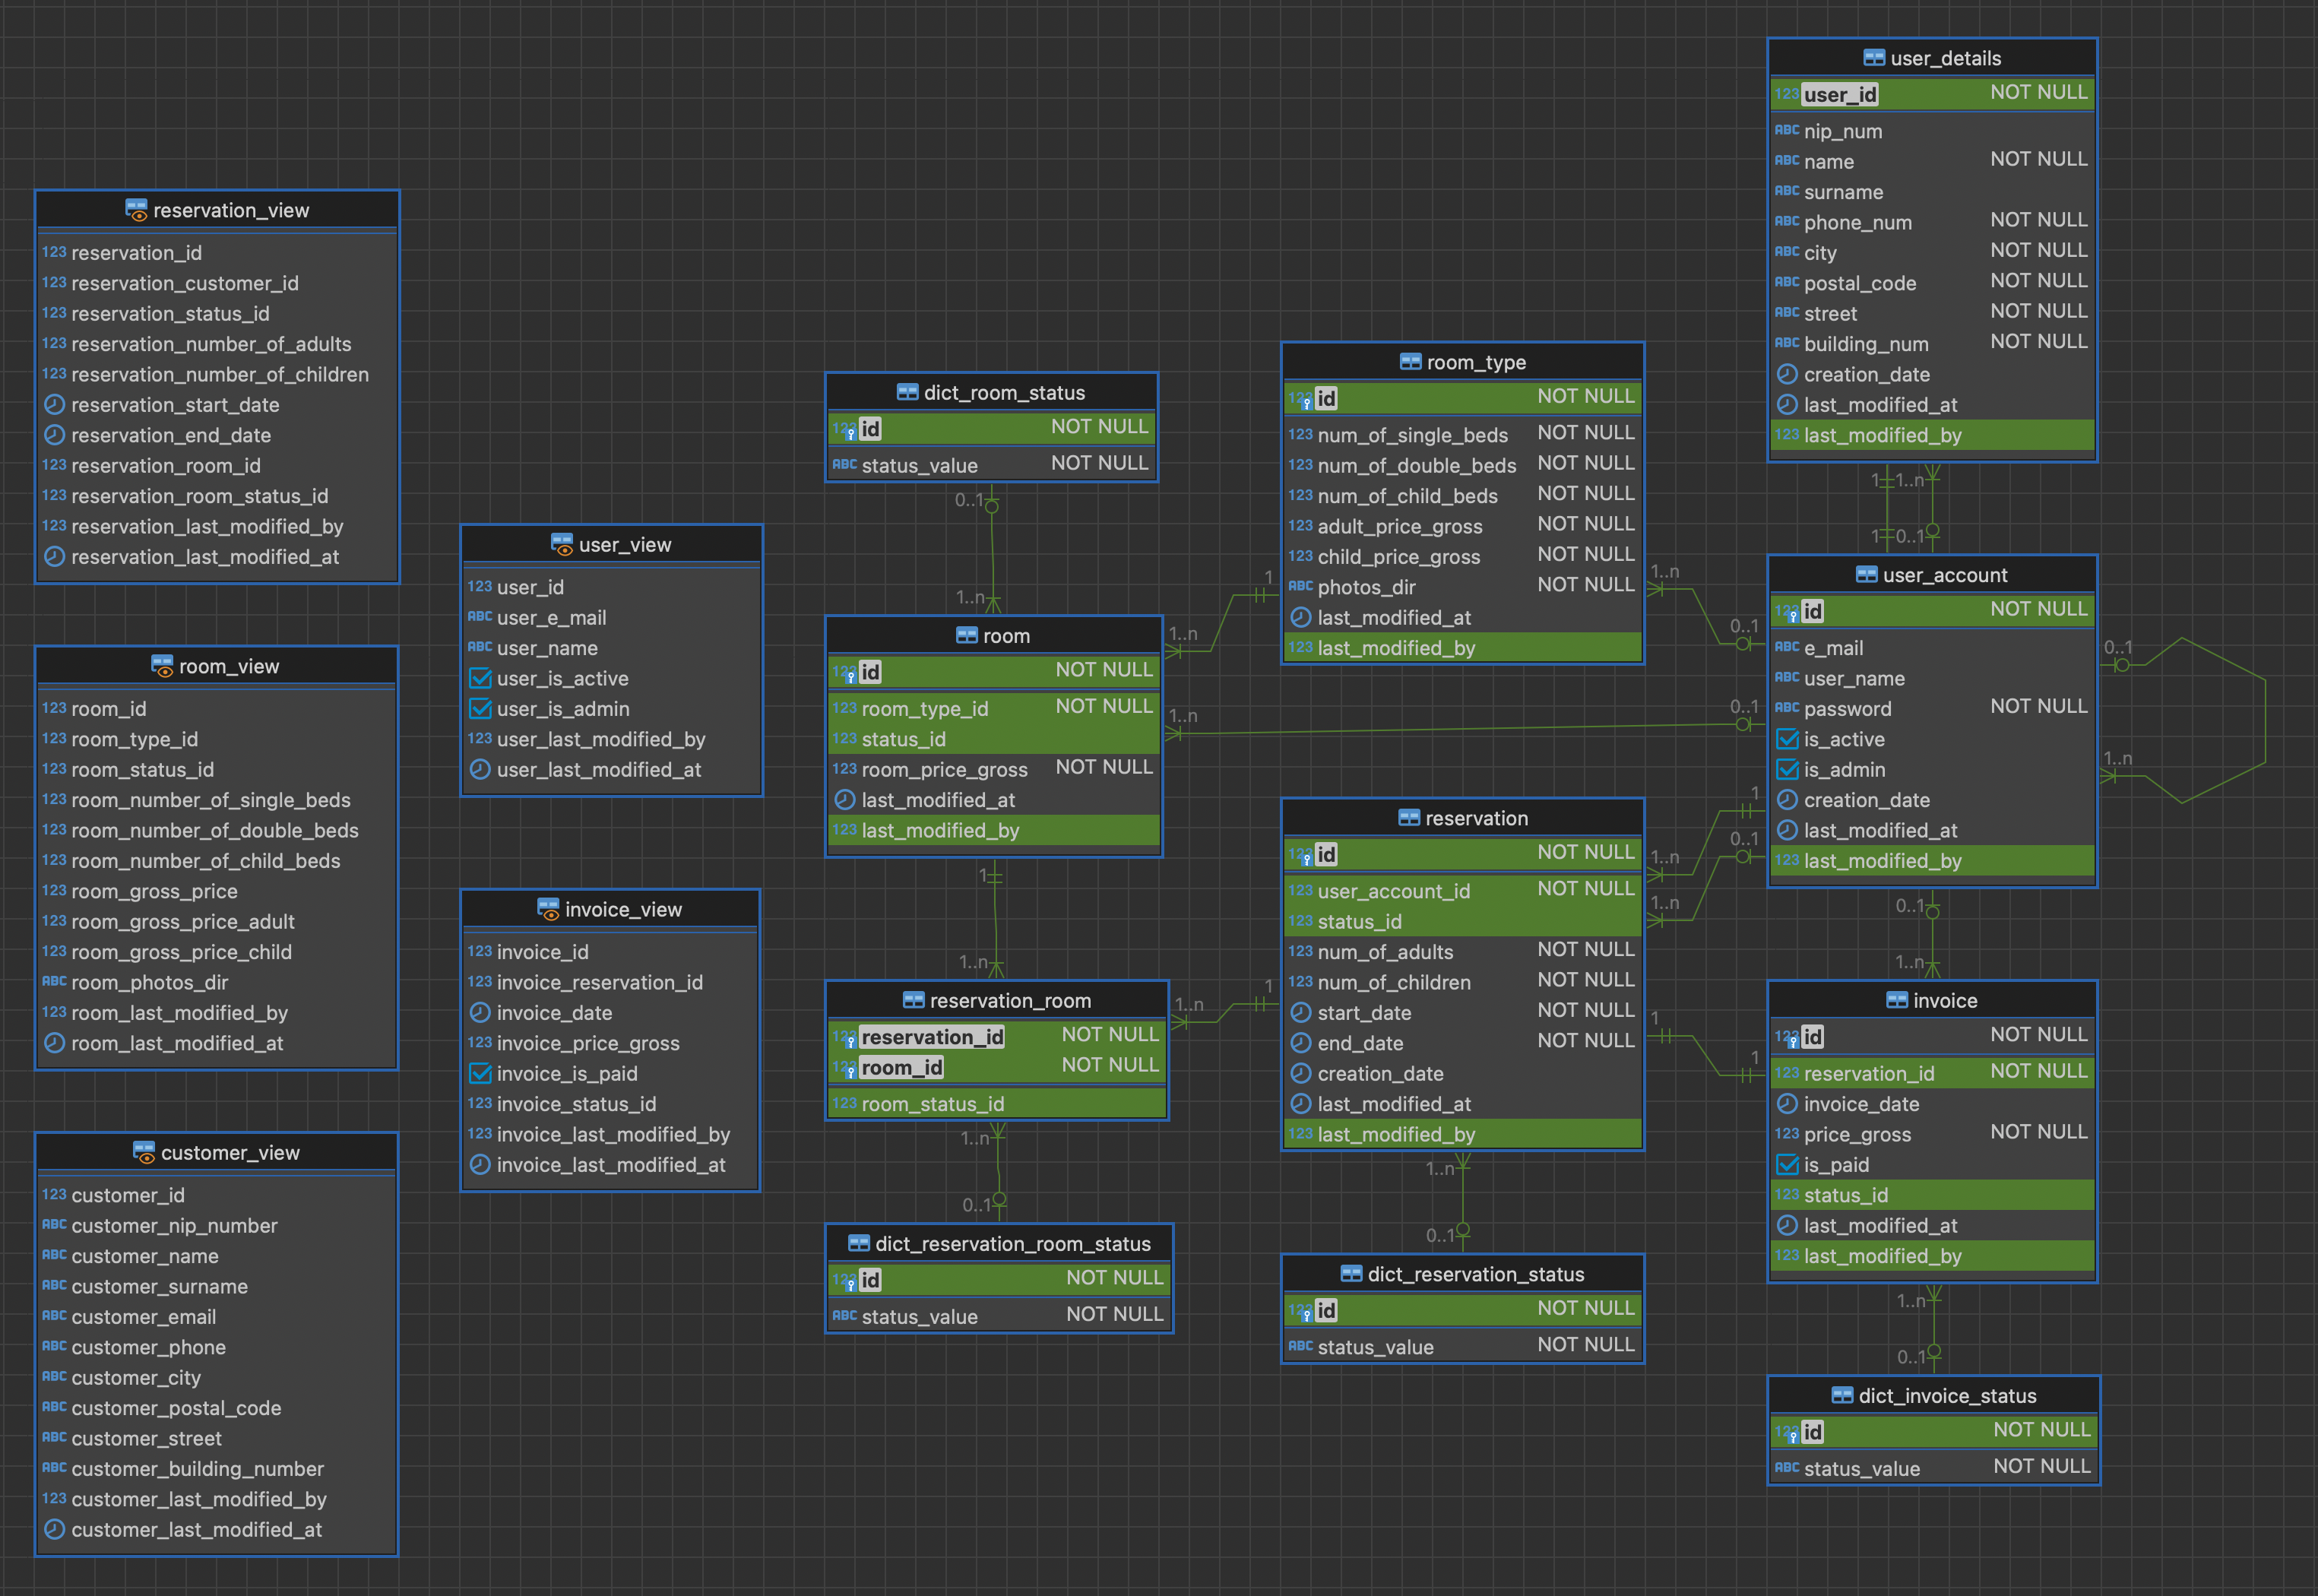 reservation_view
123 reservation_id
123 reservation_customer_id
123 reservation_status_id
123 reservation_number_of_adults
123 reservation_number_of_children
reservation_start_date
reservation_end_date
123 reservation_room_id
123 reservation_room_status_id
123 reservation_last_modified_by
reservation_last_modified_at
room_view
123 room_id
123 room_type_id
123 room_status_id
123 room_number_of_single_beds
123 room_number_of_double_beds
123 room_number_of_child_beds
123 room_gross_price
123 room_gross_price_adult
123 room_gross_price_child
ABC room_photos_dir
123 room_last_modified_by
room_last_modified_at
customer_view
123 customer_id
ABC customer_nip_number
ABC customer_name
ABC customer_surname
ABC customer_email
ABC customer_phone
ABC customer_city
ABC customer_postal_code
ABC customer_street
ABC customer_building_number
123 customer_last_modified_by
customer_last_modified_at
user_view
123 user_id
ABC user_e_mail
ABC user_name
user_is_active
user_is_admin
123 user_last_modified_by
user_last_modified_at
invoice_view
123 invoice_id
123 invoice_reservation_id
invoice_date
123 invoice_price_gross
invoice_is_paid
123 invoice_status_id
123 invoice_last_modified_by
invoice_last_modified_at
dict_room_status
123 id NOT NULL
ABC status_value NOT NULL
0..1
1..n
room
123 id NOT NULL
123 room_type_id NOT NULL
123 status_id
123 room_price_gross NOT NULL
last_modified_at
123 last_modified_by
1..n
1
1..n
0..1
1
1..n
reservation_room
123 reservation_id NOT NULL
123 room_id NOT NULL
123 room_status_id
1..n
1
1..n
0..1
dict_reservation_room_status
123 id NOT NULL
ABC status_value NOT NULL
room_type
123 id NOT NULL
123 num_of_single_beds NOT NULL
123 num_of_double_beds NOT NULL
123 num_of_child_beds NOT NULL
123 adult_price_gross NOT NULL
123 child_price_gross NOT NULL
ABC photos_dir NOT NULL
last_modified_at
123 last_modified_by
1..n
0..1
reservation
123 id NOT NULL
123 user_account_id NOT NULL
123 status_id
123 num_of_adults NOT NULL
123 num_of_children NOT NULL
start_date NOT NULL
end_date NOT NULL
creation_date
last_modified_at
123 last_modified_by
1
1..n
0..1
1..n
1
1
1..n
0..1
dict_reservation_status
123 id NOT NULL
ABC status_value NOT NULL
user_details
123 user_id NOT NULL
ABC nip_num
ABC name NOT NULL
ABC surname
ABC phone_num NOT NULL
ABC city NOT NULL
ABC postal_code NOT NULL
ABC street NOT NULL
ABC building_num NOT NULL
creation_date
last_modified_at
123 last_modified_by
1 1..n
1 0..1
user_account
123 id NOT NULL
ABC e_mail
ABC user_name
ABC password NOT NULL
is_active
is_admin
creation_date
last_modified_at
123 last_modified_by
0..1
1..n
0..1
1..n
invoice
123 id NOT NULL
123 reservation_id NOT NULL
invoice_date
123 price_gross NOT NULL
is_paid
123 status_id
last_modified_at
123 last_modified_by
1..n
0..1
dict_invoice_status
123 id NOT NULL
ABC status_value NOT NULL